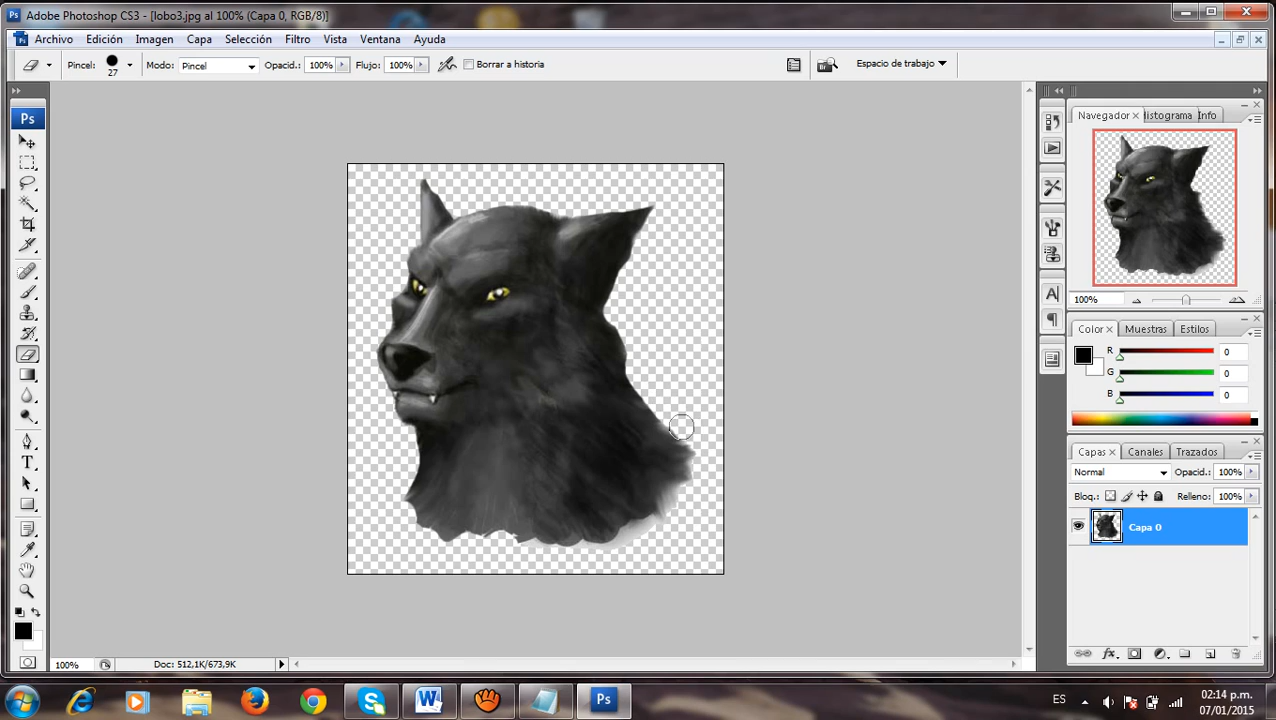 Adobe Photoshop CS3 - [lobo3.jpg al 100% (Capa 0, RGB/8)]
Ps Archivo Edición Imagen Capa Selección Filtro Vista Ventana Ayuda
Pincel: 27 Modo: Pincel Opacid.: 100% Flujo: 100% Borrar a historia Espacio de trabajo
Ps
Navegador Histograma Info
100%
Color Muestras Estilos
R 0
G 0
B 0
Capas Canales Trazados
Normal Opacid.: 100%
Bloq.: Relleno: 100%
Capa 0
100% Doc: 512,1K/673,9K
W Ps ES 02:14 p.m.
07/01/2015